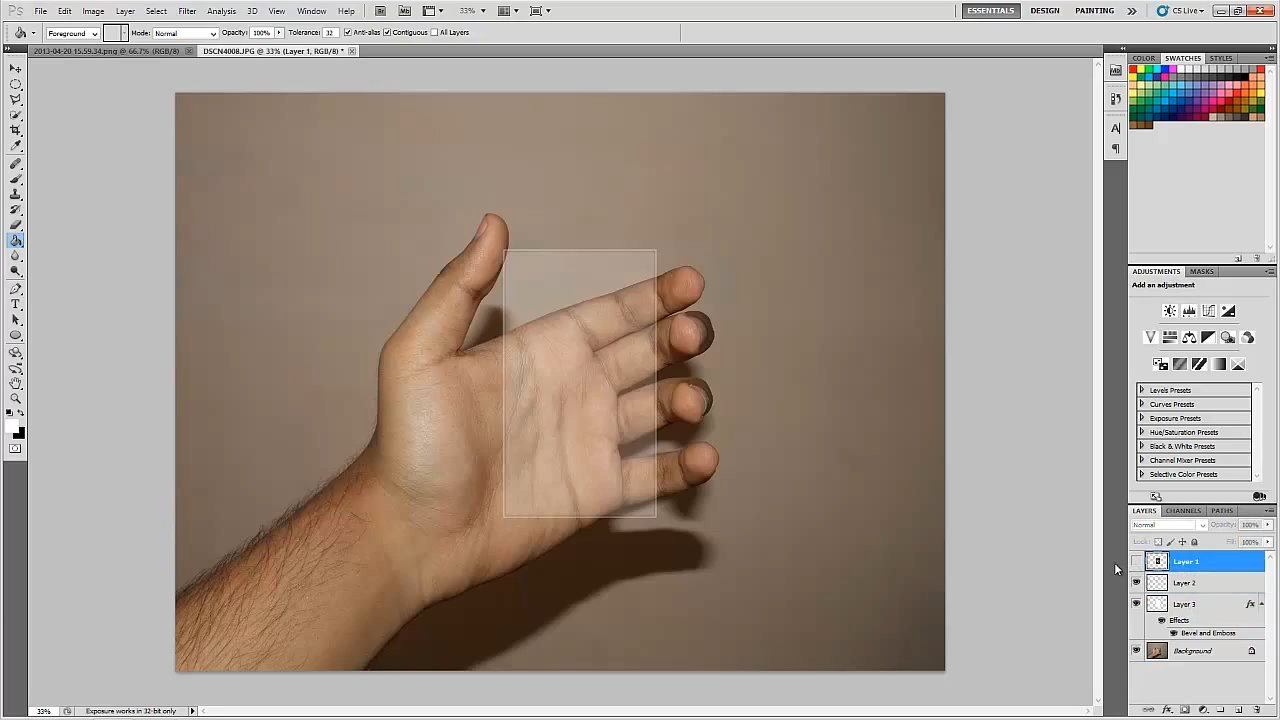 Ps File Edit Image Layer Select Filter Analysis 3D View Window Help Br Mb 33% ESSENTIALS DESIGN PAINTING CS Live
Foreground Mode: Normal Opacity: 100% Tolerance: 32 Anti-alias Contiguous All Layers
2013-04-20 15.59.34.png @ 66.7% (RGB/8) DSCN4008.JPG @ 33% (Layer 1, RGB/8) *
COLOR SWATCHES STYLES
ADJUSTMENTS MASKS
Add an adjustment
Levels Presets
Curves Presets
Exposure Presets
Hue/Saturation Presets
Black & White Presets
Channel Mixer Presets
Selective Color Presets
LAYERS CHANNELS PATHS
Normal Opacity: 100%
Lock: Fill: 100%
Layer 1
Layer 2
Layer 3 fx
Effects
Bevel and Emboss
Background
33% Exposure works in 32-bit only